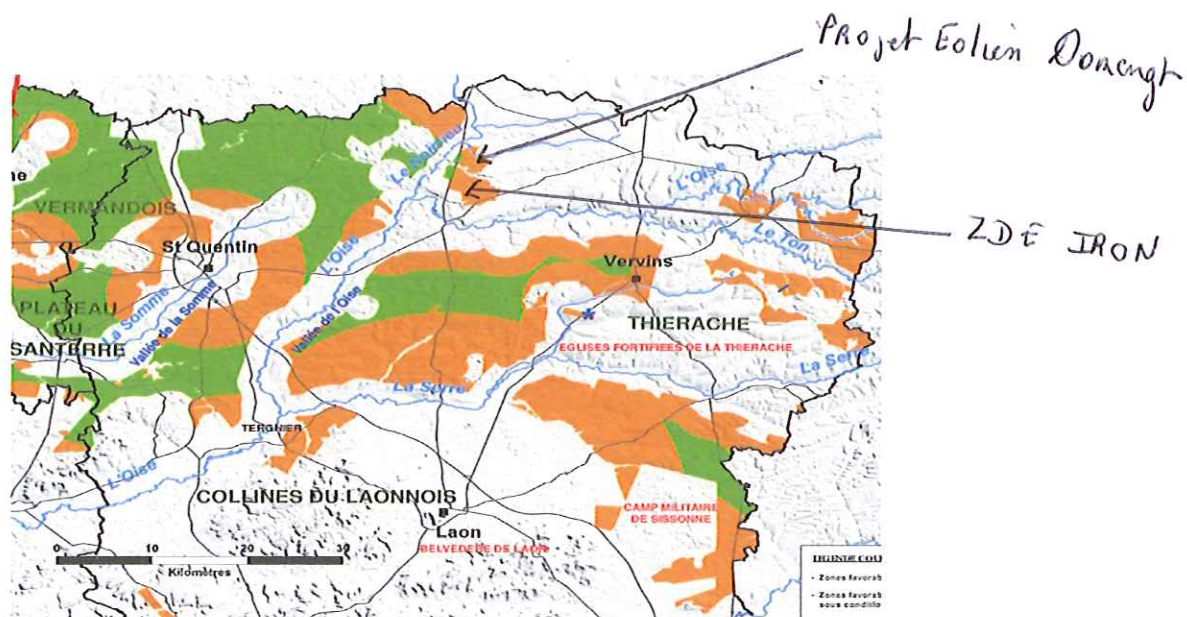 Projet Eolien Dorengt
ne
Le Noirrieu
L'Oise
VERMANDOIS
ZDE IRON
St Quentin
L'Oise
Le Ton
Vervins
PLATEAU
DU
SANTERRE
La Somme
Vallée de la Somme
Vallée de l'Oise
*
THIERACHE
EGLISES FORTIFIEES DE LA THIERACHE
La Serre
La Serre
TERGNIER
L'Oise
COLLINES DU LAONNOIS
CAMP MILITAIRE
DE SISSONNE
Laon
BELVEDERE DE LAON
0 10 20 30
Kilomètres
- Zones favorab
- Zones favorab
sous conditio